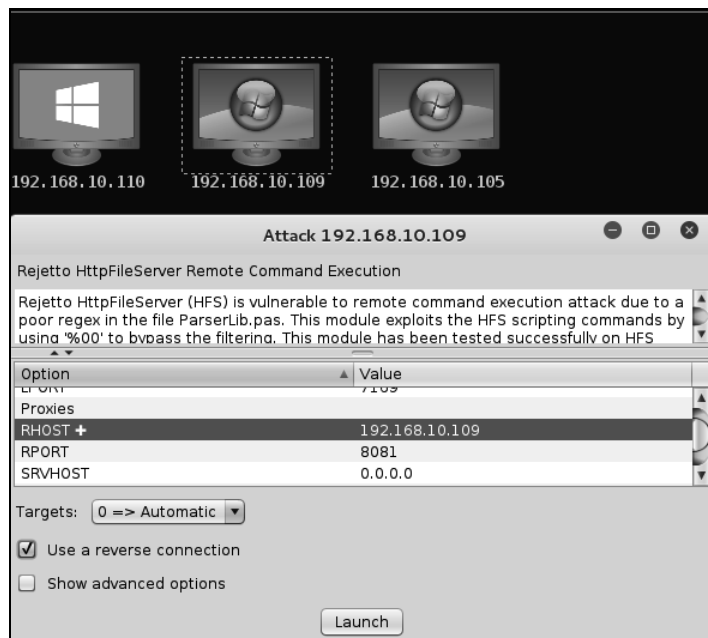 192.168.10.110 192.168.10.109 192.168.10.105
Attack 192.168.10.109
Rejetto HttpFileServer Remote Command Execution
Rejetto HttpFileServer (HFS) is vulnerable to remote command execution attack due to a
poor regex in the file ParserLib.pas. This module exploits the HFS scripting commands by
using '%00' to bypass the filtering. This module has been tested successfully on HFS
Option Value
LPORT 7169
Proxies
RHOST + 192.168.10.109
RPORT 8081
SRVHOST 0.0.0.0
Targets: 0 => Automatic
Use a reverse connection
Show advanced options
Launch